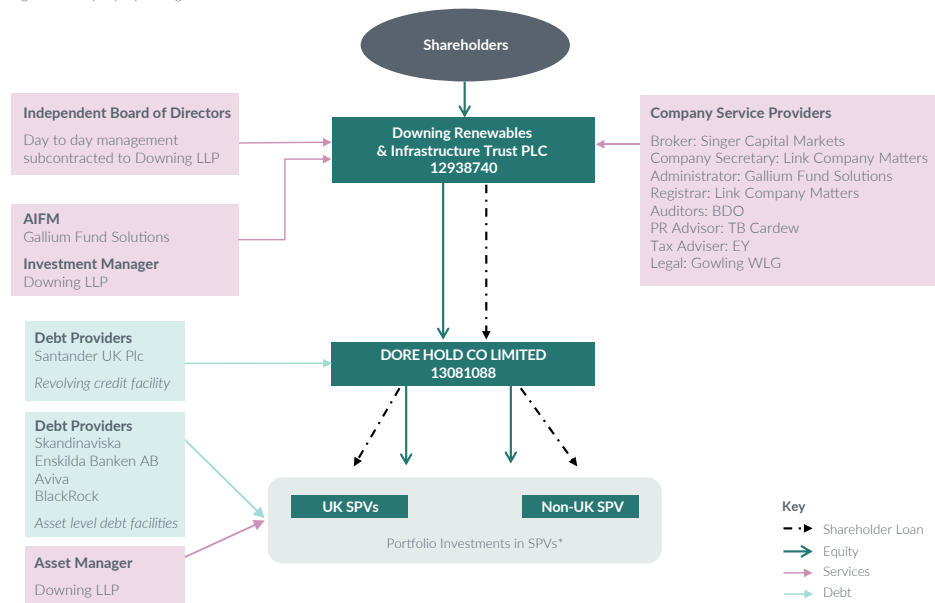 Shareholders
Independent Board of Directors
Day to day management
subcontracted to Downing LLP
Downing Renewables
& Infrastructure Trust PLC
12938740
Company Service Providers
Broker: Singer Capital Markets
Company Secretary: Link Company Matters
Administrator: Gallium Fund Solutions
Registrar: Link Company Matters
Auditors: BDO
PR Advisor: TB Cardew
Tax Adviser: EY
Legal: Gowling WLG
AIFM
Gallium Fund Solutions
Investment Manager
Downing LLP
Debt Providers
Santander UK Plc
Revolving credit facility
DORE HOLD CO LIMITED
13081088
Debt Providers
Skandinaviska
Enskilda Banken AB
Aviva
BlackRock
Asset level debt facilities
UK SPVs
Non-UK SPV
Portfolio Investments in SPVs*
Asset Manager
Downing LLP
Key
Shareholder Loan
Equity
Services
Debt